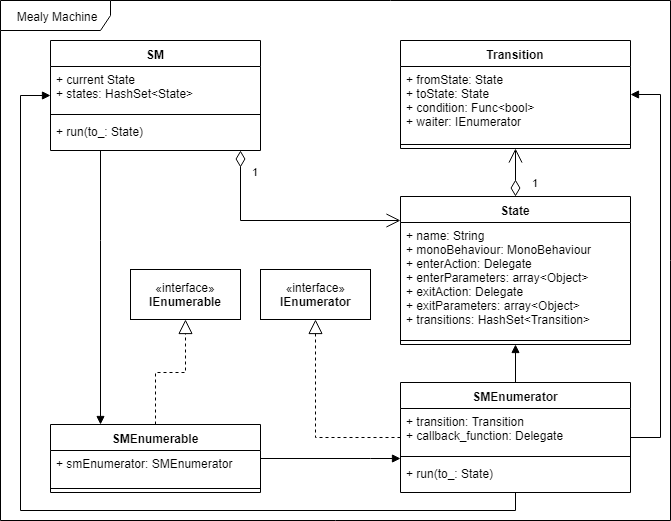 Mealy Machine
SM
+ current State
+ states: HashSet<State>
+ run(to_: State)
1
Transition
+ fromState: State
+ toState: State
+ condition: Func<bool>
+ waiter: IEnumerator
1
State
+ name: String
+ monoBehaviour: MonoBehaviour
+ enterAction: Delegate
+ enterParameters: array<Object>
+ exitAction: Delegate
+ exitParameters: array<Object>
+ transitions: HashSet<Transition>
«interface»
IEnumerable
«interface»
IEnumerator
SMEnumerable
+ smEnumerator: SMEnumerator
SMEnumerator
+ transition: Transition
+ callback_function: Delegate
+ run(to_: State)